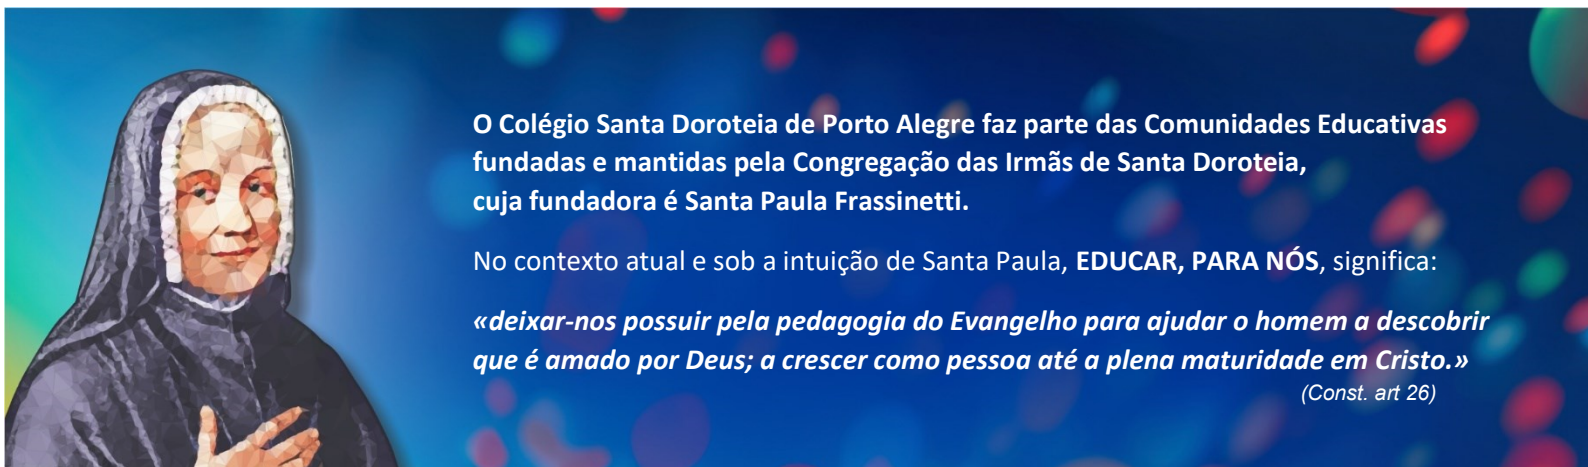 O Colégio Santa Doroteia de Porto Alegre faz parte das Comunidades Educativas
fundadas e mantidas pela Congregação das Irmãs de Santa Doroteia,
cuja fundadora é Santa Paula Frassinetti.
No contexto atual e sob a intuição de Santa Paula, EDUCAR, PARA NÓS, significa:
«deixar-nos possuir pela pedagogia do Evangelho para ajudar o homem a descobrir
que é amado por Deus; a crescer como pessoa até a plena maturidade em Cristo.»
(Const. art 26)